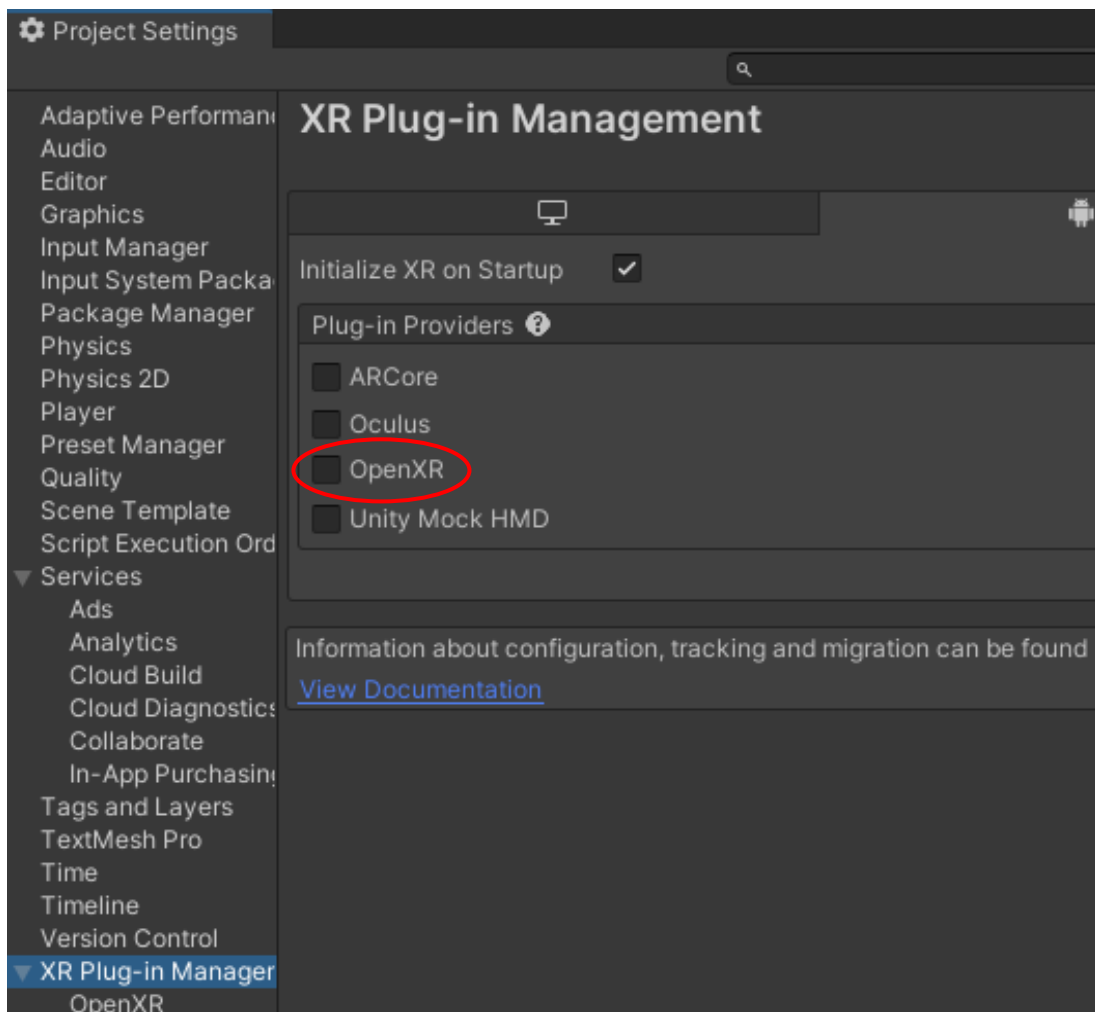 Project Settings
XR Plug-in Management
Adaptive Performan
Audio
Editor
Graphics
Input Manager
Input System Packa
Package Manager
Physics
Physics 2D
Player
Preset Manager
Quality
Scene Template
Script Execution Ord
Services
Ads
Analytics
Cloud Build
Cloud Diagnostics
Collaborate
In-App Purchasing
Tags and Layers
TextMesh Pro
Time
Timeline
Version Control
XR Plug-in Manager
OpenXR
Initialize XR on Startup
Plug-in Providers
ARCore
Oculus
OpenXR
Unity Mock HMD
Information about configuration, tracking and migration can be found
View Documentation